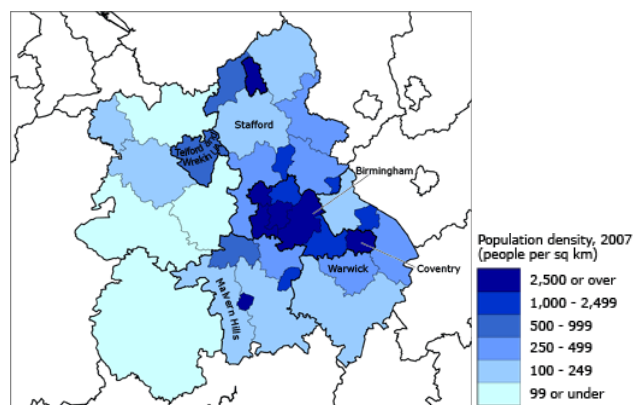 Stafford
Telford and
Wrekin UA
Birmingham
Warwick
Coventry
Malvern Hills
Population density, 2007
(people per sq km)
2,500 or over
1,000 - 2,499
500 - 999
250 - 499
100 - 249
99 or under